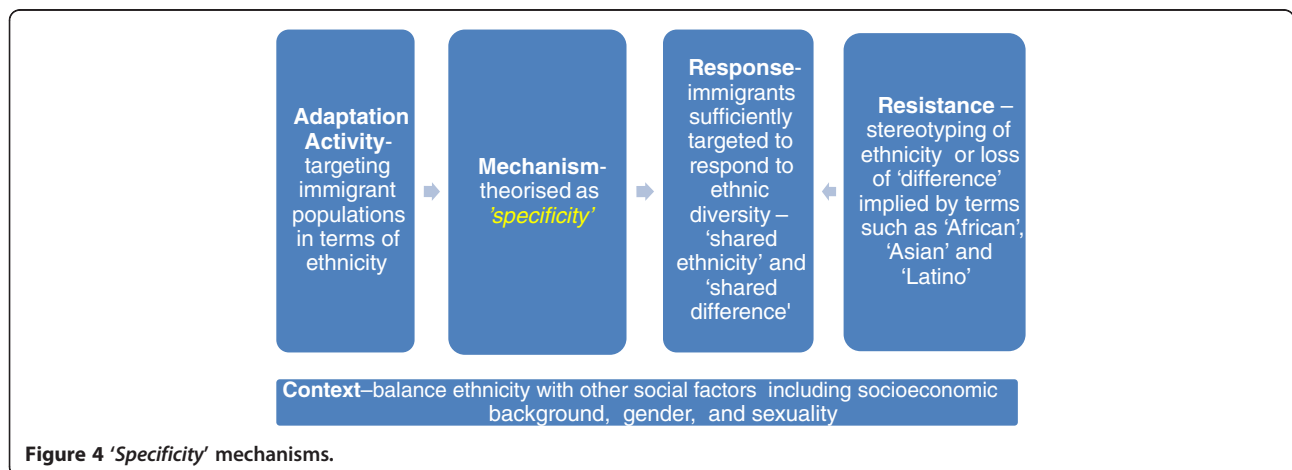 Adaptation
Activity-
targeting
immigrant
populations
in terms of
ethnicity
Mechanism-
theorised as
'specificity'
Response-
immigrants
sufficiently
targeted to
respond to
ethnic
diversity –
‘shared
ethnicity’ and
‘shared
difference'
Resistance –
stereotyping of
ethnicity or loss
of ‘difference’
implied by terms
such as ‘African’,
‘Asian’ and
‘Latino’
Context–balance ethnicity with other social factors including socioeconomic
background, gender, and sexuality
Figure 4 ‘Specificity’ mechanisms.